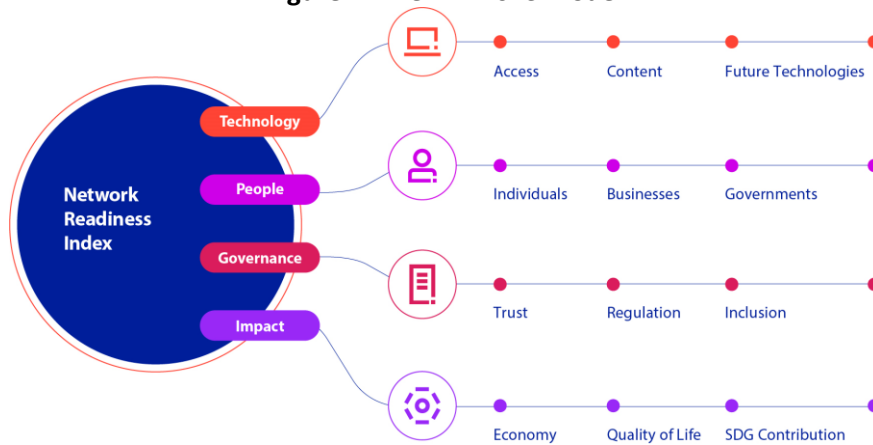 Technology
Access Content Future Technologies
People
Individuals Businesses Governments
Network
Readiness
Index
Governance
Trust Regulation Inclusion
Impact
Economy Quality of Life SDG Contribution